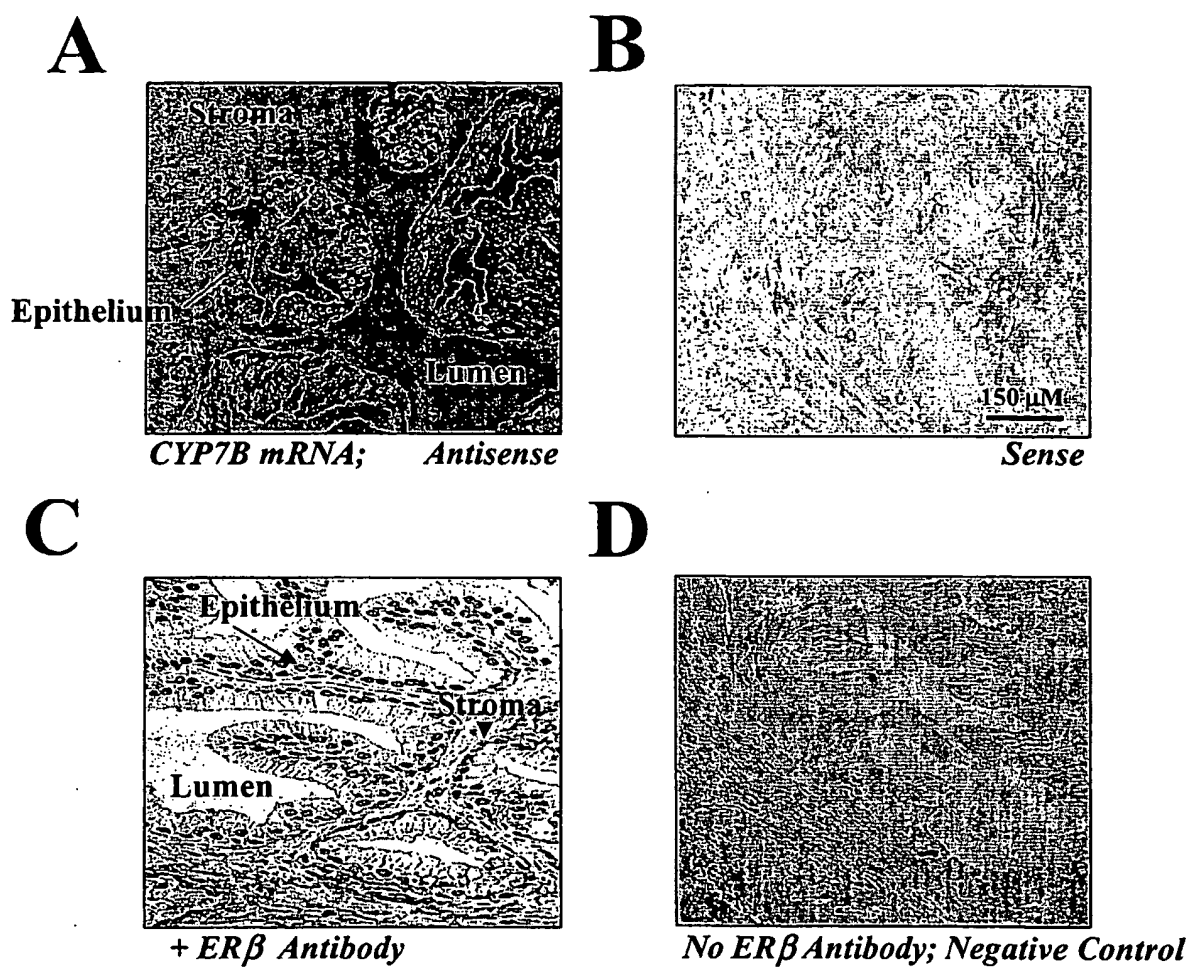 A
B
Stroma
Epithelium
Lumen
150 μM
CYP7B mRNA; Antisense
Sense
C
D
Epithelium
Stroma
Lumen
+ ERβ Antibody
No ERβ Antibody; Negative Control